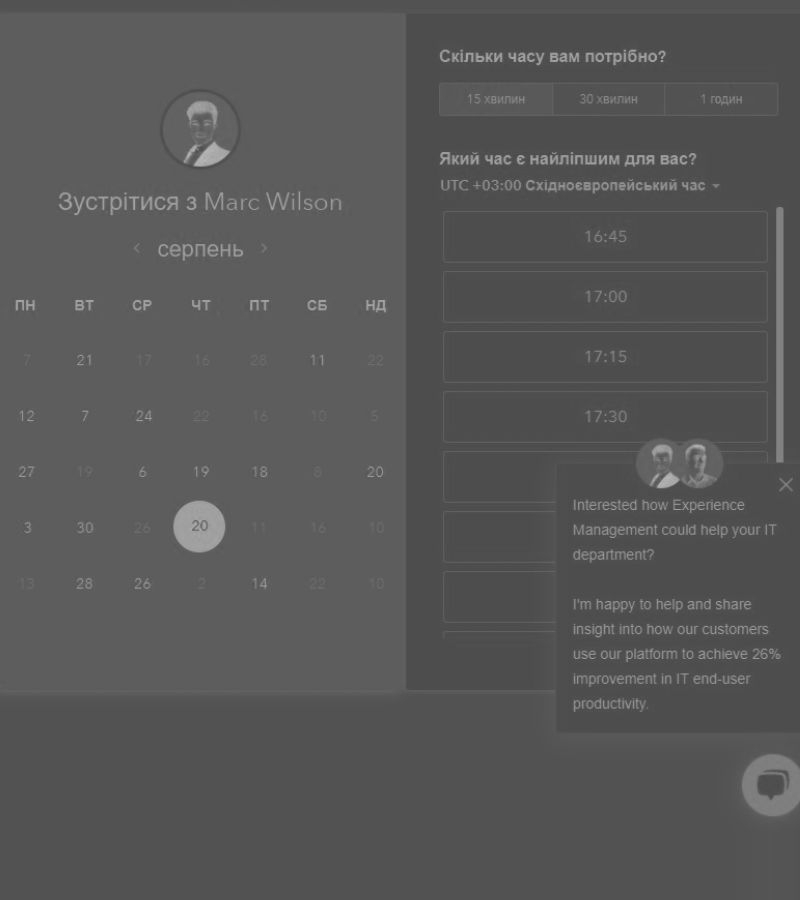 Зустрітися з Marc Wilson
серпень
ПН ВТ СР ЧТ ПТ СБ НД
7 21 17 16 28 11 22
12 7 24 22 16 10 5
27 19 6 19 18 8 20
3 30 26 20 11 16 10
13 28 26 2 14 22 10
Скільки часу вам потрібно?
15 хвилин 30 хвилин 1 годин
Який час є найліпшим для вас?
UTC +03:00 Східноєвропейський час
16:45
17:00
17:15
17:30
Interested how Experience
Management could help your IT
department?
I'm happy to help and share
insight into how our customers
use our platform to achieve 26%
improvement in IT end-user
productivity.